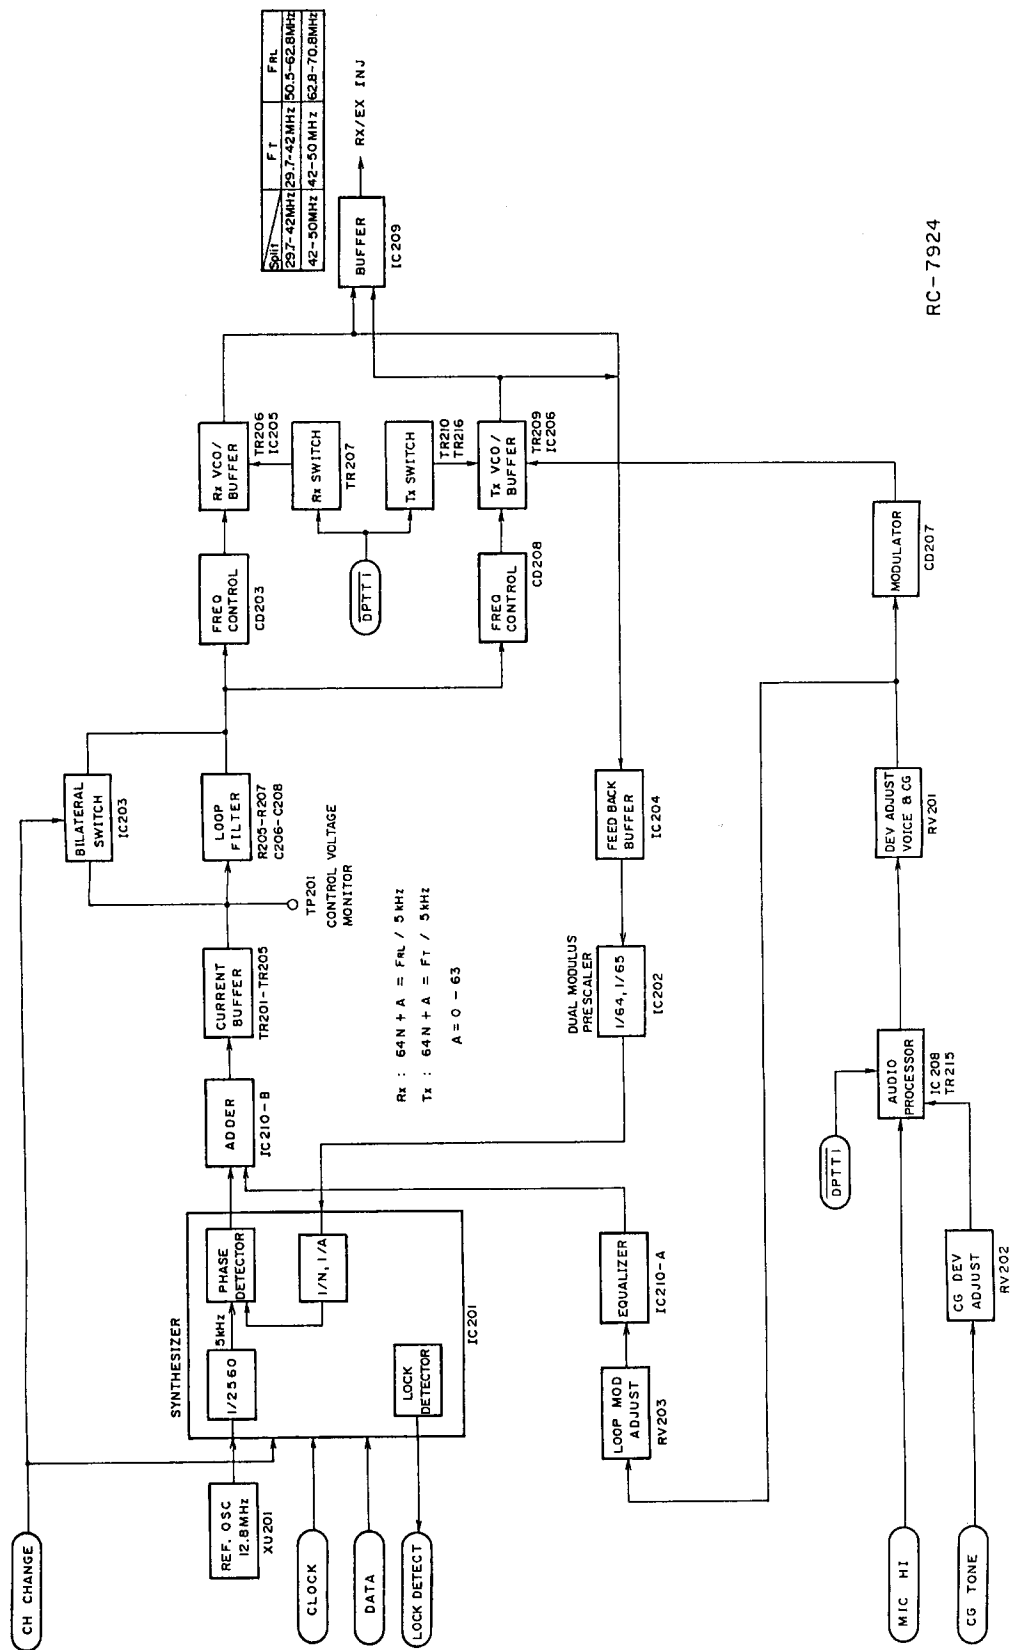 CH CHANGE
REF. OSC
12.8MHz
XU201
CLOCK
DATA
LOCK DETECT
SYNTHESIZER
1/2560
5kHz
PHASE
DETECTOR
1/N, 1/A
LOCK
DETECTOR
IC201
ADDER
IC210-B
CURRENT
BUFFER
TR201-TR205
BILATERAL
SWITCH
IC203
LOOP
FILTER
R205-R207
C206-C208
TP201
CONTROL VOLTAGE
MONITOR
Rx : 64N + A = FRL / 5kHz
Tx : 64N + A = FT / 5kHz
A = 0 - 63
FREQ
CONTROL
CD203
Rx VCO/
BUFFER
TR206
IC205
Rx SWITCH
TR207
DPTT1
Tx SWITCH
TR210
TR216
FREQ
CONTROL
CD208
Tx VCO/
BUFFER
TR209
IC206
BUFFER
IC209
RX/EX INJ
Split FT FRL
29.7-42MHz 29.7-42MHz 50.5-62.8MHz
42-50MHz 42-50MHz 62.8-70.8MHz
DUAL MODULUS
PRESCALER
1/64, 1/65
IC202
FEED BACK
BUFFER
IC204
LOOP MOD
ADJUST
RV203
EQUALIZER
IC210-A
MIC HI
CG TONE
CG DEV
ADJUST
RV202
DPTT1
AUDIO
PROCESSOR
IC208
TR215
DEV ADJUST
VOICE & CG
RV201
MODULATOR
CD207
RC-7924